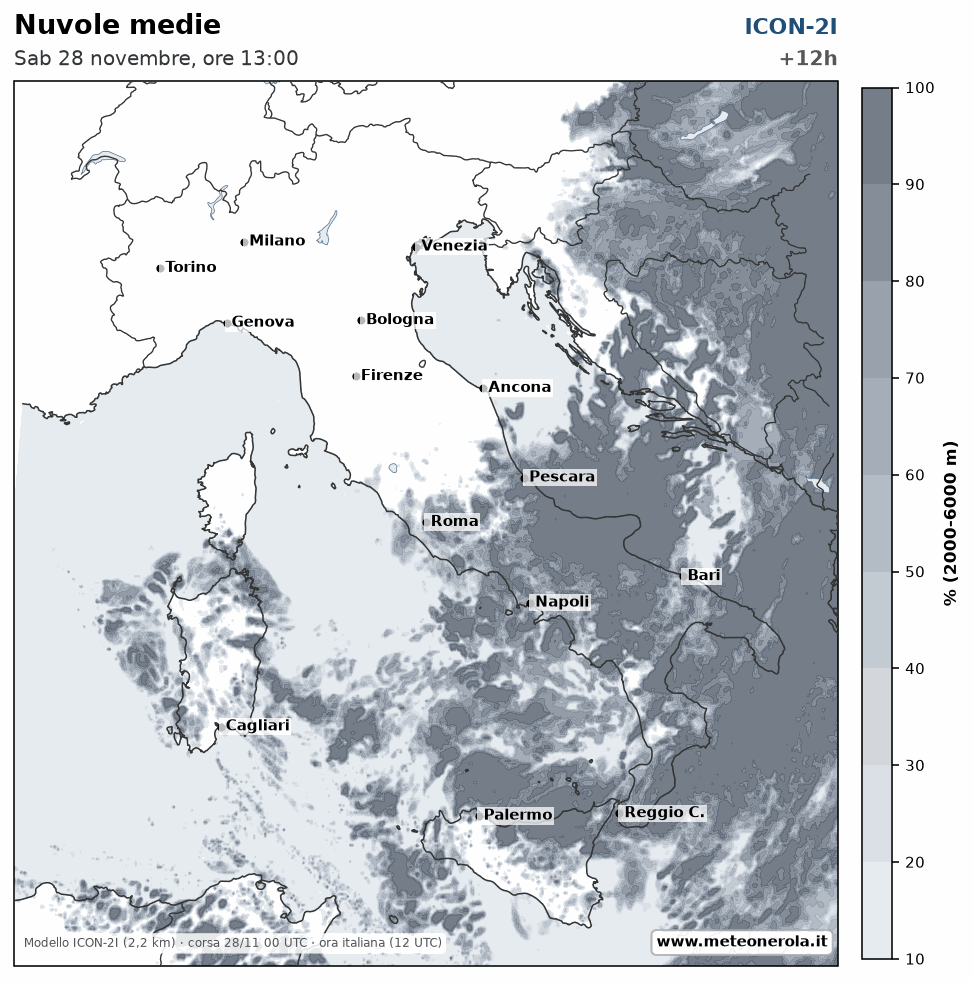 Nuvole medie
ICON-2I
Sab 28 novembre, ore 13:00
+12h
Milano
Venezia
Torino
Genova
Bologna
Firenze
Ancona
Pescara
Roma
Bari
Napoli
Cagliari
Palermo
Reggio C.
Modello ICON-2I (2,2 km) · corsa 28/11 00 UTC · ora italiana (12 UTC)
www.meteonerola.it
100
90
80
70
60
50
40
30
20
10
% (2000-6000 m)